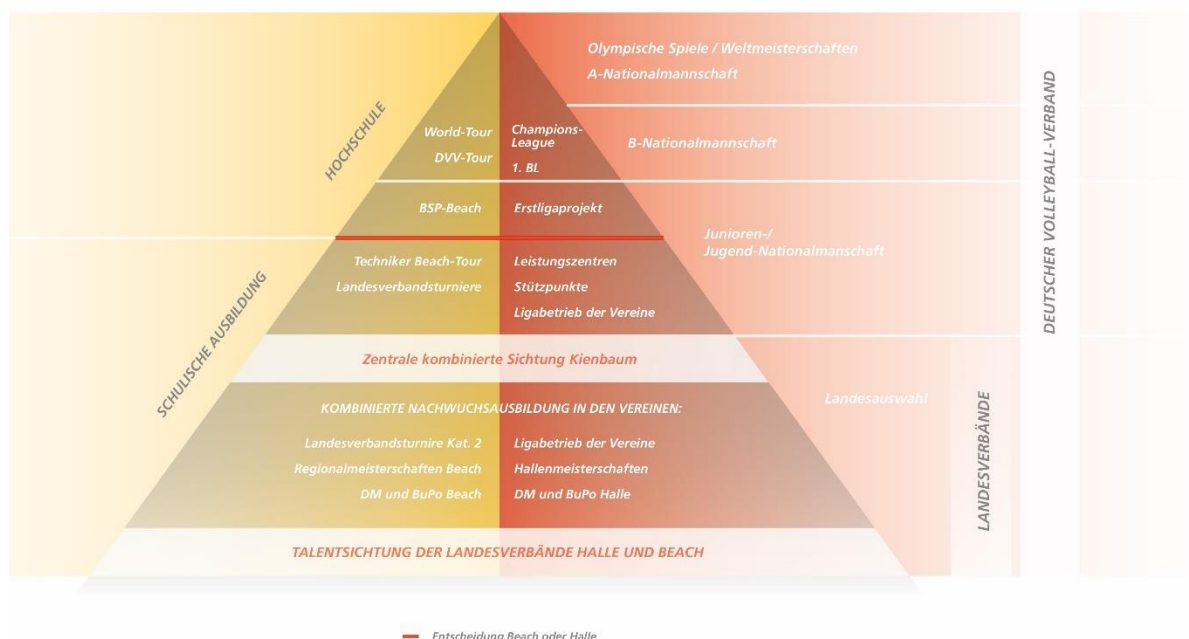 Olympische Spiele / Weltmeisterschaften
A-Nationalmannschaft
HOCHSCHULE
World-Tour
DVV-Tour
Champions-
League
1. BL
B-Nationalmannschaft
BSP-Beach
Erstligaprojekt
Junioren-/
Jugend-Nationalmanschaft
DEUTSCHER VOLLEYBALL-VERBAND
SCHULISCHE AUSBILDUNG
Techniker Beach-Tour
Landesverbandsturniere
Leistungszentren
Stützpunkte
Ligabetrieb der Vereine
Zentrale kombinierte Sichtung Kienbaum
KOMBINIERTE NACHWUCHSAUSBILDUNG IN DEN VEREINEN:
Landesauswahl
LANDESVERBÄNDE
Landesverbandsturnire Kat. 2
Regionalmeisterschaften Beach
DM und BuPo Beach
Ligabetrieb der Vereine
Hallenmeisterschaften
DM und BuPo Halle
TALENTSICHTUNG DER LANDESVERBÄNDE HALLE UND BEACH
Entscheidung Beach oder Halle